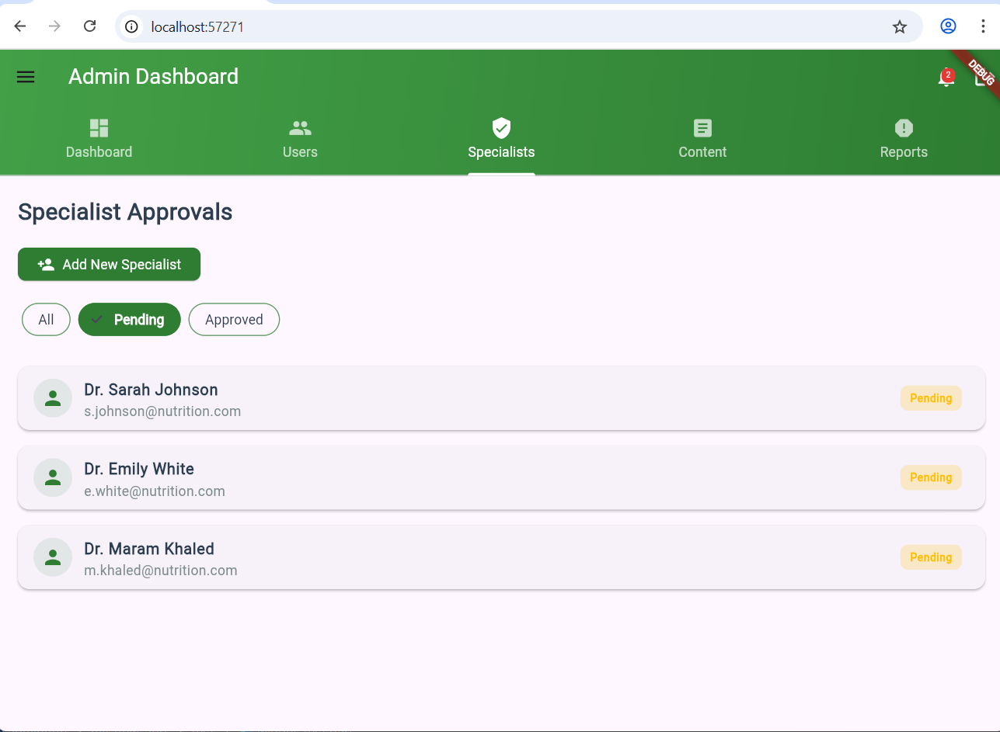 localhost:57271
Admin Dashboard
2
DEBUG
Dashboard
Users
Specialists
Content
Reports
Specialist Approvals
Add New Specialist
All
Pending
Approved
Dr. Sarah Johnson
s.johnson@nutrition.com
Pending
Dr. Emily White
e.white@nutrition.com
Pending
Dr. Maram Khaled
m.khaled@nutrition.com
Pending